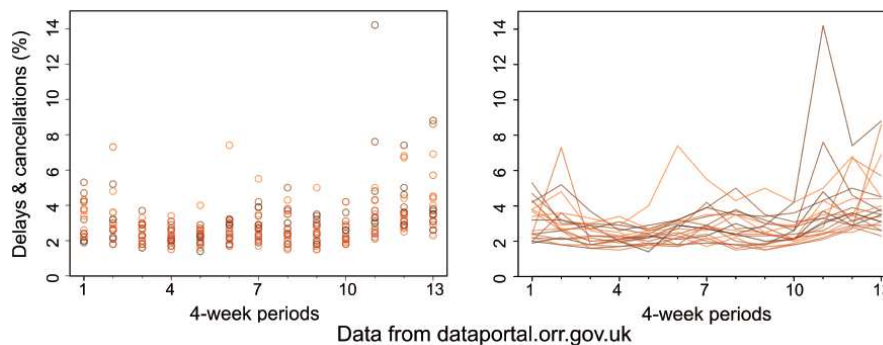 Delays & cancellations (%)
0 2 4 6 8 10 12 14
1 4 7 10 13
4-week periods
0 2 4 6 8 10 12 14
1 4 7 10 13
4-week periods
Data from dataportal.orr.gov.uk